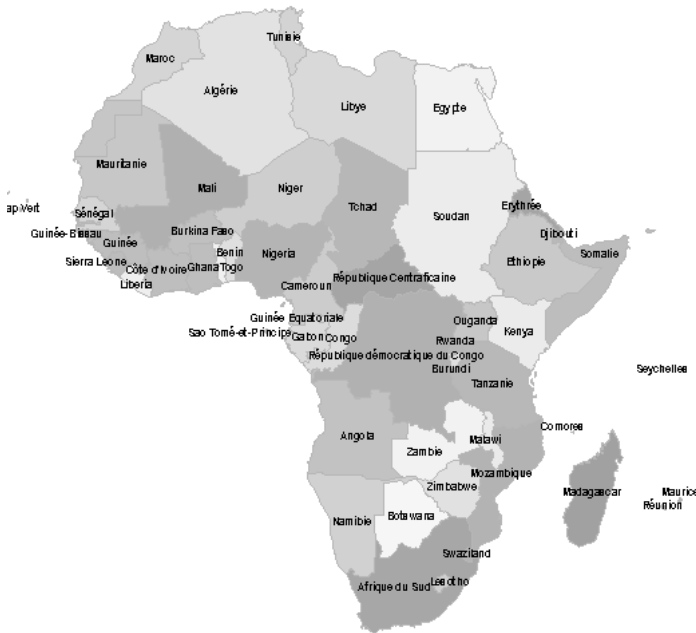 Tunisie
Maroc
Algérie
Libye
Egypte
Mauritanie
Mali
Niger
Tchad
Soudan
Erythrée
ap Vert
Sénégal
Guinée-Bissau
Guinée
Burkina Faso
Djibouti
Sierra Leone
Côte d'Ivoire
Ghana
Togo
Benin
Nigeria
Ethiopie
Somalie
Liberia
Cameroun
République Centraficaine
Guinée Equatoriale
Ouganda
Kenya
Sao Tomé-et-Principe
Gabon
Congo
Rwanda
République démocratique du Congo
Burundi
Seychelles
Tanzanie
Comores
Angola
Malawi
Zambie
Mozambique
Zimbabwe
Madagascar
Maurice
Réunion
Namibie
Botswana
Swaziland
Lesotho
Afrique du Sud